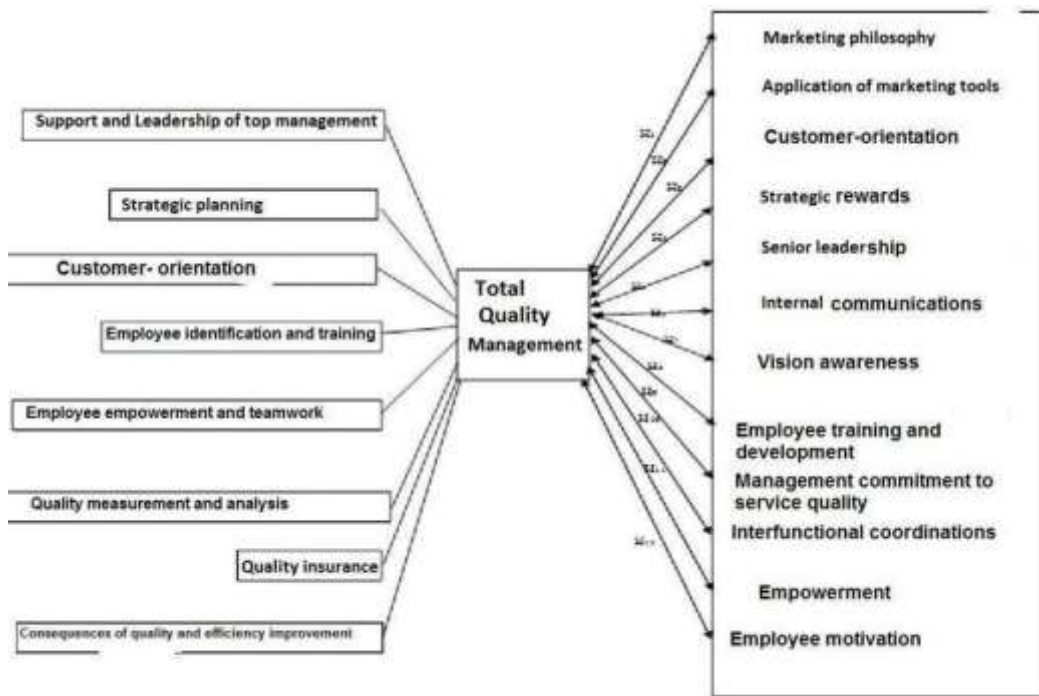 Support and Leadership of top management
Strategic planning
Customer- orientation
Employee identification and training
Employee empowerment and teamwork
Quality measurement and analysis
Quality insurance
Consequences of quality and efficiency improvement
Total
Quality
Management
Marketing philosophy
Application of marketing tools
Customer-orientation
Strategic rewards
Senior leadership
Internal communications
Vision awareness
Employee training and
development
Management commitment to
service quality
Interfunctional coordinations
Empowerment
Employee motivation